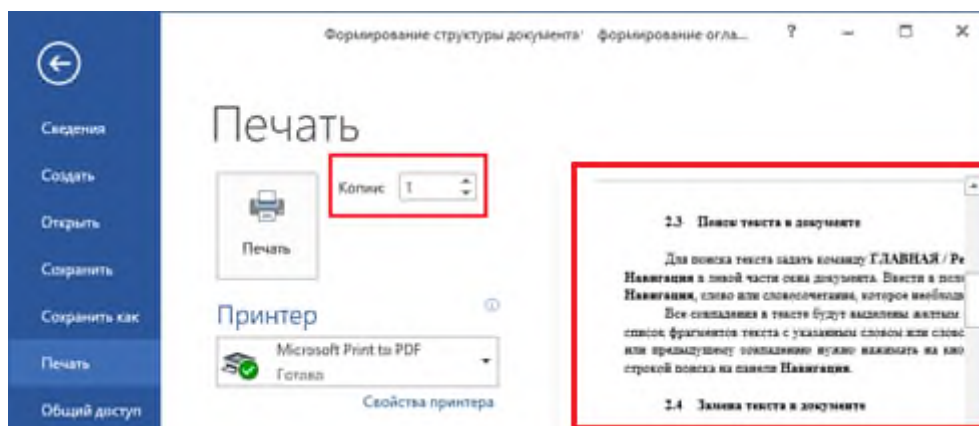 Формирование структуры документа' формирование огла... ?
Сведения
Создать
Открыть
Сохранить
Сохранить как
Печать
Общий доступ
Печать
Копии: 1
Печать
Принтер
Microsoft Print to PDF
Готово
Свойства принтера
2.3 Поиск текста в документе
Для поиска текста задать команду ГЛАВНАЯ / Ре
Навигация в левой части окна документа. Ввести в поле
Навигация, слово или словосочетание, которое необходи
Все совпадения в тексте будут выделены желтым
список фрагментов текста с указанным словом или слово
или предыдущему совпадению нужно нажимать на кно
строкой поиска на панели Навигация.
2.4 Замена текста в документе